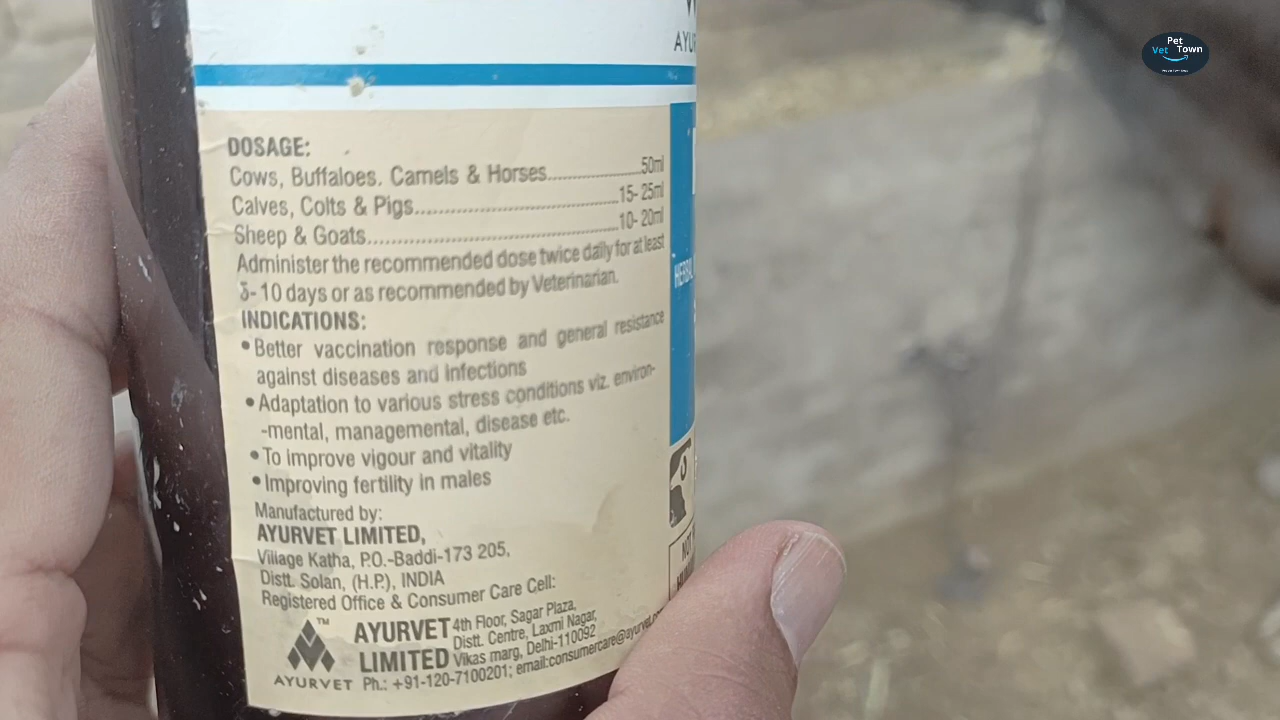 Pet
Vet Town
AYU
DOSAGE:
Cows, Buffaloes. Camels & Horses..........................50ml
Calves, Colts & Pigs..................................................15- 25ml
Sheep & Goats............................................................10- 20ml
Administer the recommended dose twice daily for at least
5- 10 days or as recommended by Veterinarian.
INDICATIONS:
• Better vaccination response and general resistance
against diseases and infections
• Adaptation to various stress conditions viz. environ-
-mental, managemental, disease etc.
• To improve vigour and vitality
• Improving fertility in males
Manufactured by:
AYURVET LIMITED,
Village Katha, P.O.-Baddi-173 205,
Distt. Solan, (H.P.), INDIA
Registered Office & Consumer Care Cell:
TM
AYURVET
AYURVET
LIMITED
4th Floor, Sagar Plaza,
Distt. Centre, Laxmi Nagar,
Vikas marg, Delhi-110092
Ph.: +91-120-7100201; email:consumercare@ayurvet.
HERBAL
NOT